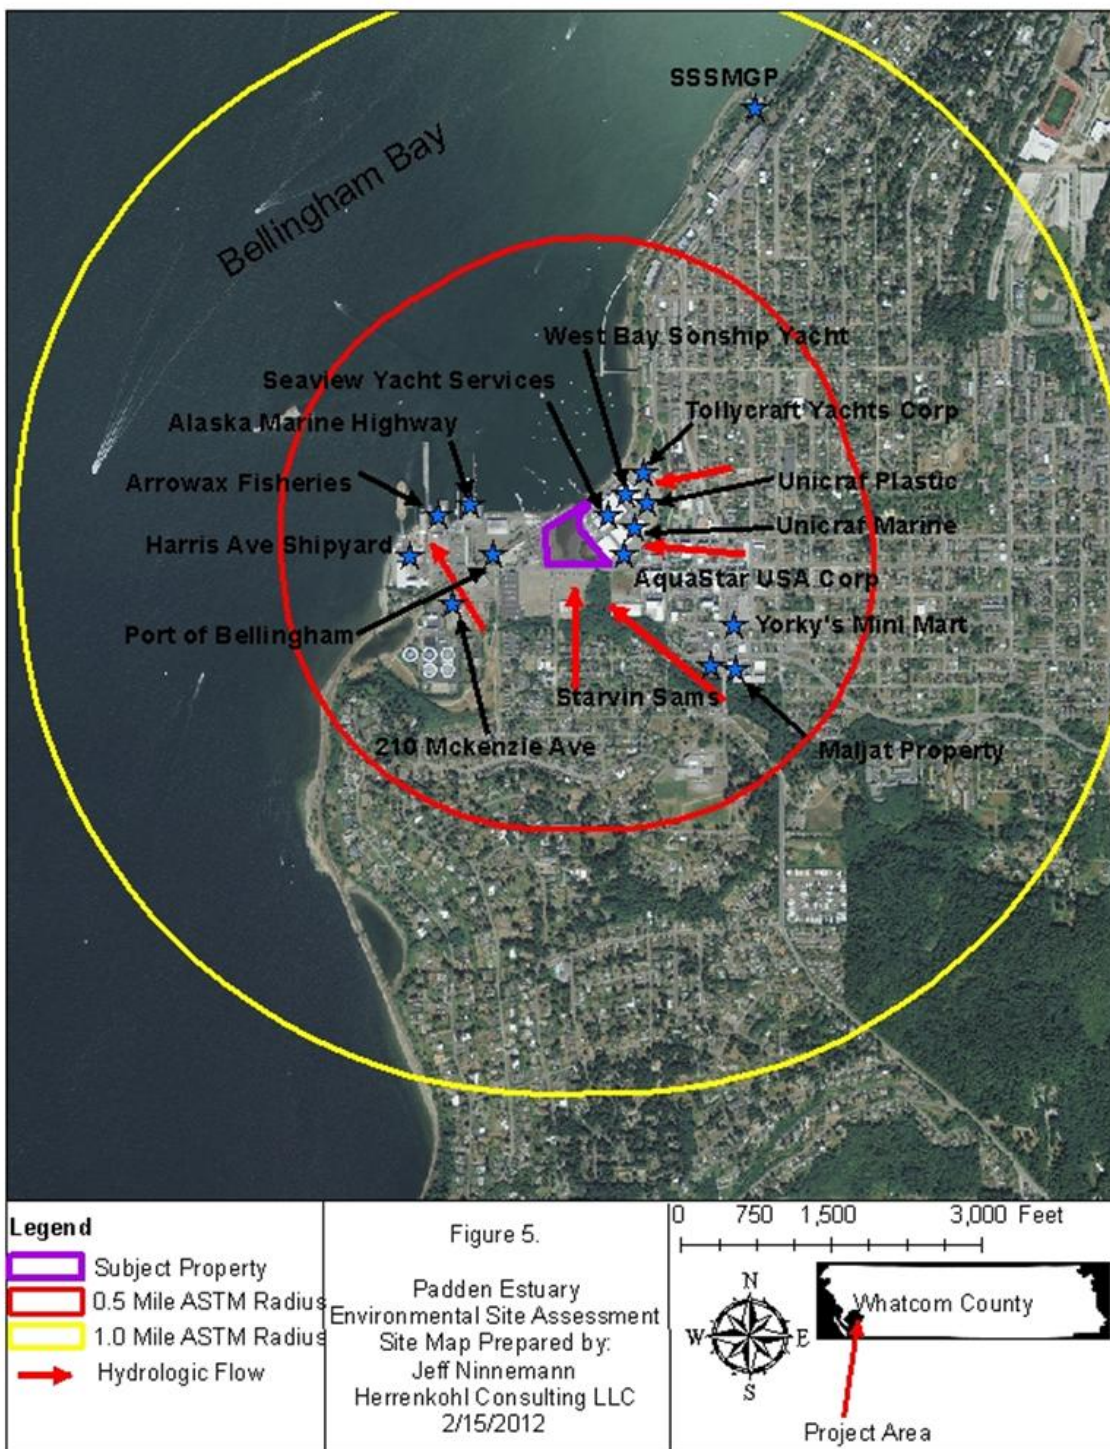 SSSMGP
Bellingham Bay
West Bay Sonship Yacht
Seaview Yacht Services
Tollycraft Yachts Corp
Alaska Marine Highway
Arrowax Fisheries
Unicraf Plastic
Harris Ave Shipyard
Unicraf Marine
AquaStar USA Corp
Port of Bellingham
Yorky's Mini Mart
Starvin Sams
210 Mckenzie Ave
Maljat Property
Legend
Subject Property
0.5 Mile ASTM Radius
1.0 Mile ASTM Radius
Hydrologic Flow
Figure 5.
Padden Estuary
Environmental Site Assessment
Site Map Prepared by:
Jeff Ninnemann
Herrenkohl Consulting LLC
2/15/2012
0 750 1,500 3,000 Feet
N
W E
S
Whatcom County
Project Area